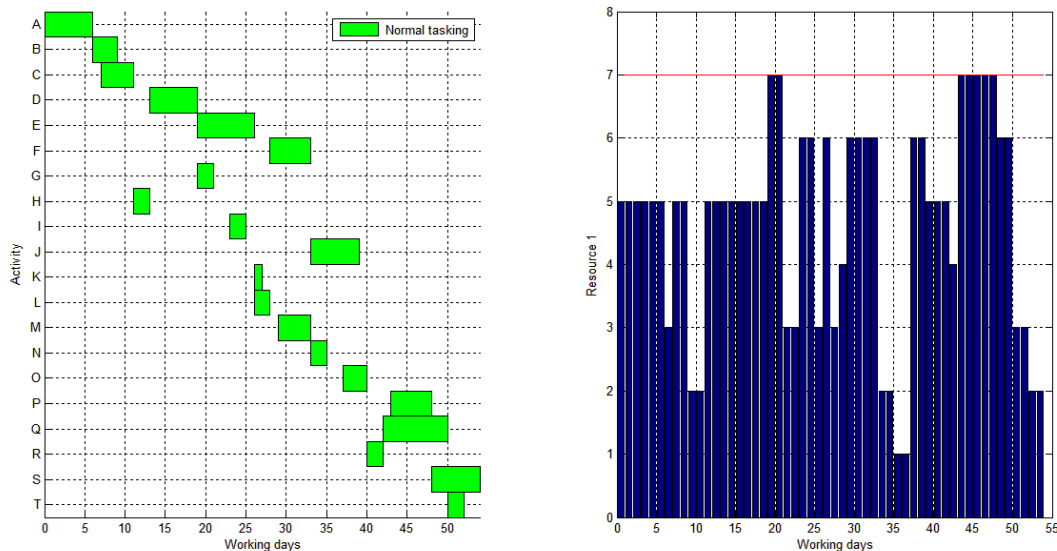 Normal tasking
A
B
C
D
E
F
G
H
I
J
K
L
M
N
O
P
Q
R
S
T
Activity
0 5 10 15 20 25 30 35 40 45 50
Working days
8
7
6
5
4
3
2
1
0
Resource 1
0 5 10 15 20 25 30 35 40 45 50 55
Working days